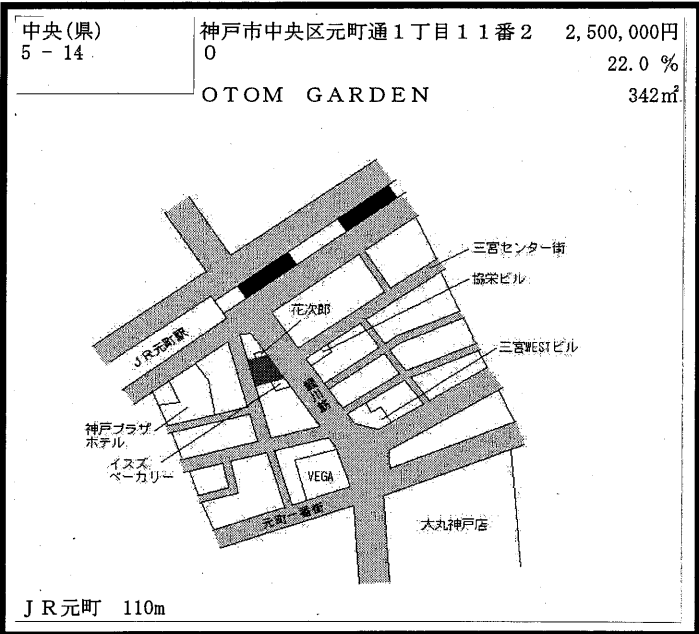 中央(県)
5 - 14
神戸市中央区元町通１丁目１１番２
０
2,500,000円
22.0 %
ＯＴＯＭ　ＧＡＲＤＥＮ
342㎡
三宮センター街
協栄ビル
花次郎
JR元町駅
三宮WESTビル
鯉川筋
神戸プラザ
ホテル
イスズ
ベーカリー
VEGA
元町一番街
大丸神戸店
ＪＲ元町　110m